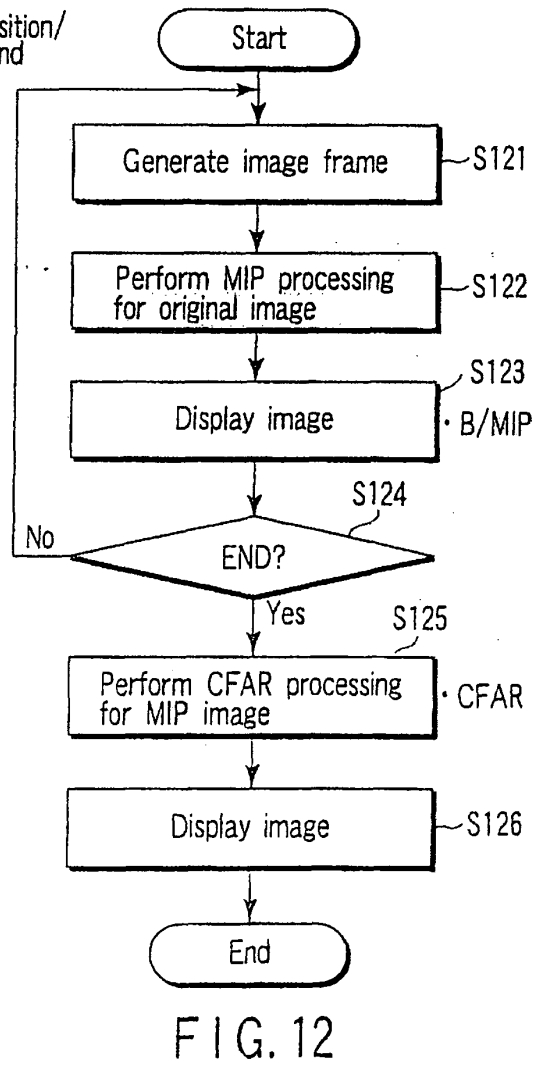 sition/
nd
Start
Generate image frame
S121
Perform MIP processing
for original image
S122
S123
Display image
· B/MIP
S124
No
END?
Yes
S125
Perform CFAR processing
for MIP image
· CFAR
Display image
S126
End
FIG. 12